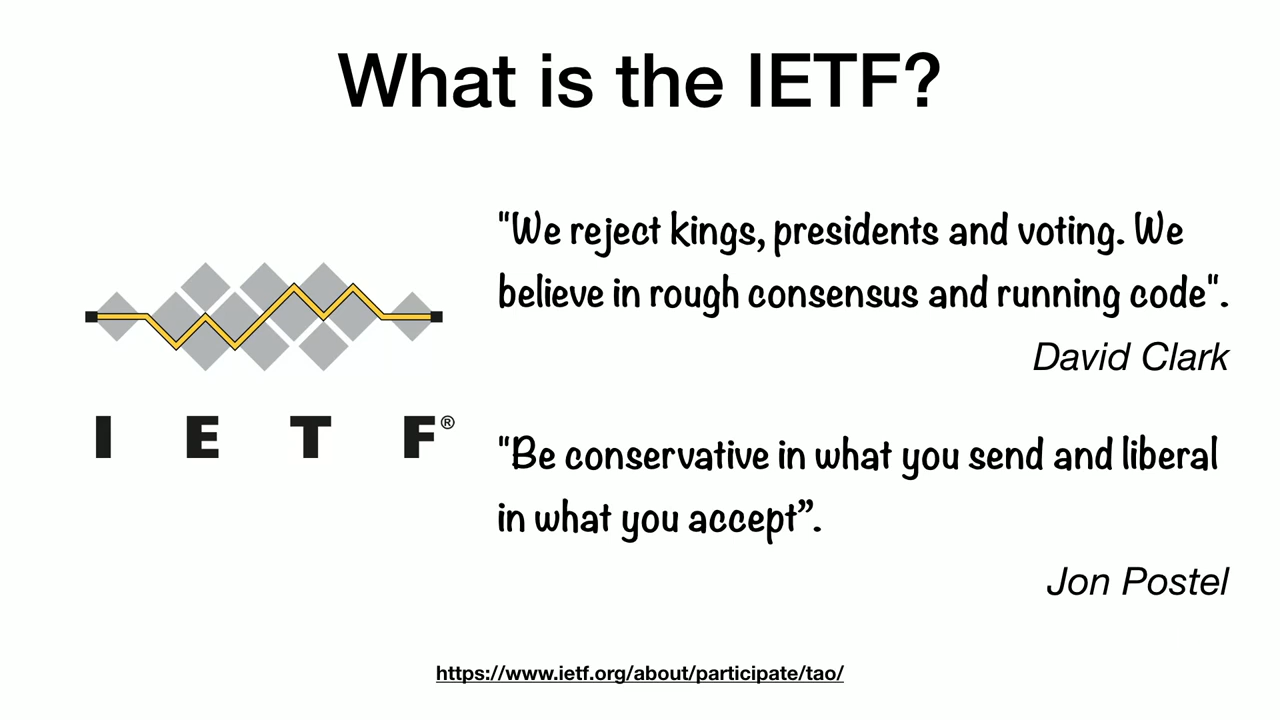 What is the IETF?
"We reject kings, presidents and voting. We
believe in rough consensus and running code".
David Clark
I E T F®
"Be conservative in what you send and liberal
in what you accept”.
Jon Postel
https://www.ietf.org/about/participate/tao/